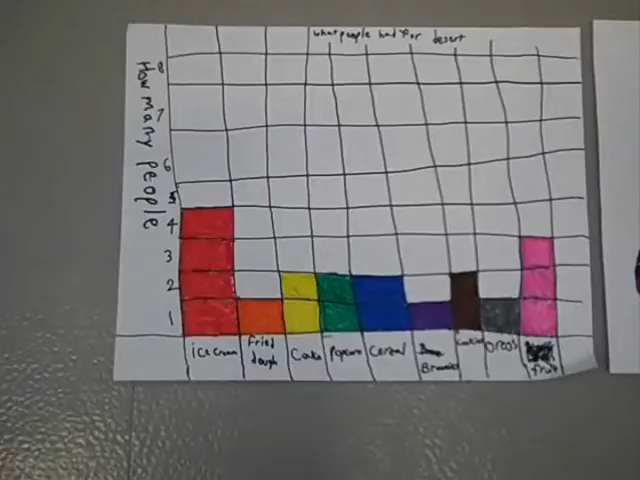 what people had for desert
How many people
8
7
6
5
4
3
2
1
ice cream
Fried dough
Cake
Popcorn
Cereal
Brownies
Cookies
Oreos
fruit